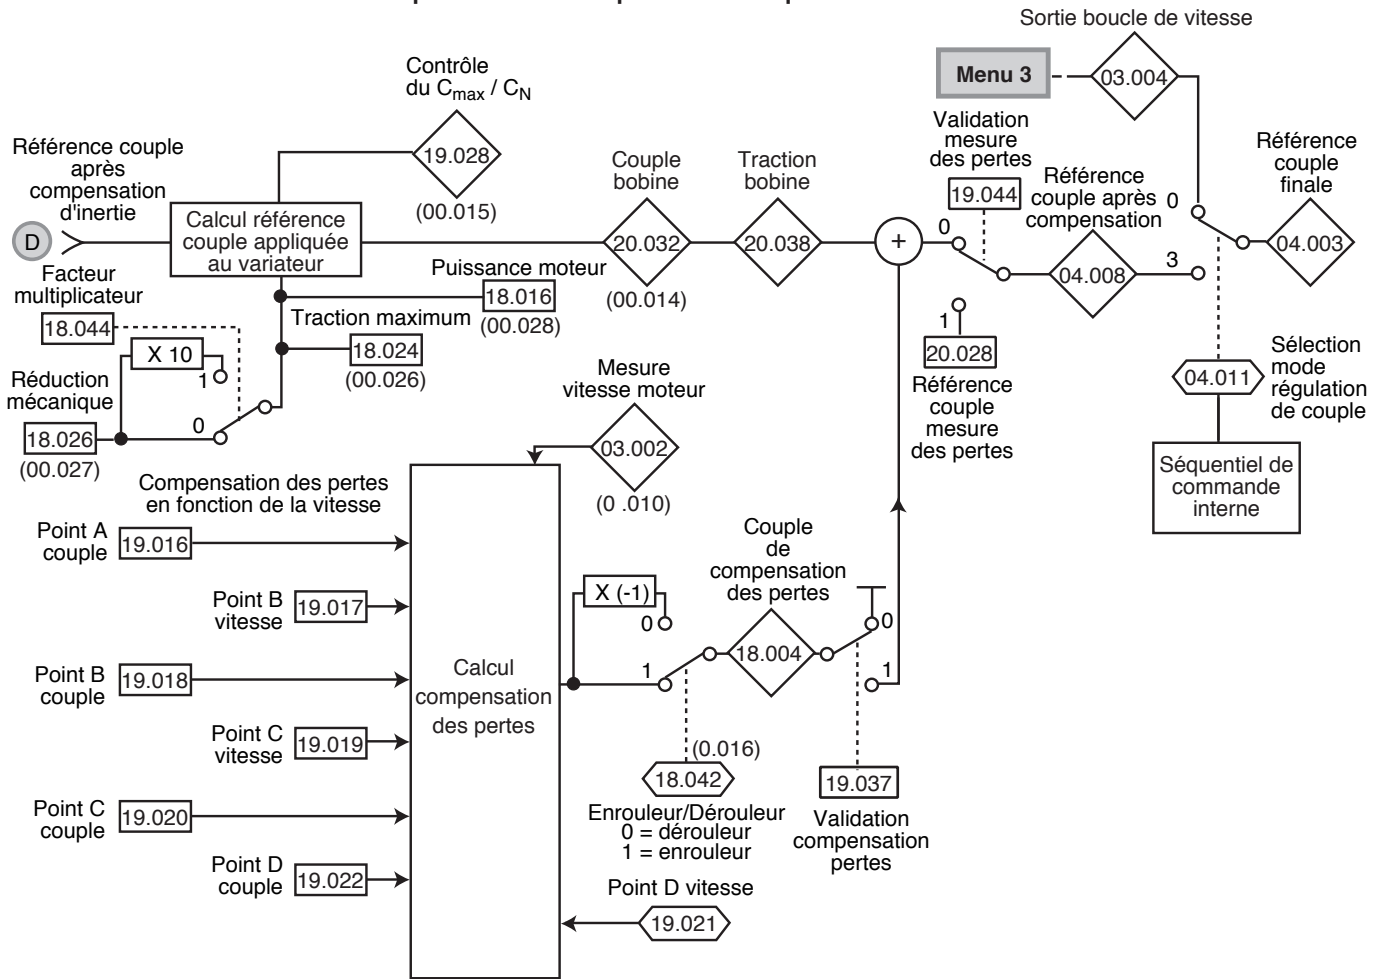 Sortie boucle de vitesse
Menu 3
03.004
Contrôle
du Cmax / CN
19.028
(00.015)
Référence couple
après
compensation
d'inertie
D
Calcul référence
couple appliquée
au variateur
Couple
bobine
20.032
(00.014)
Traction
bobine
20.038
+
Validation
mesure
des pertes
19.044
0
1
20.028
Référence
couple
mesure
des pertes
Référence
couple après
compensation
04.008
0
3
Référence
couple
finale
04.003
04.011
Sélection
mode
régulation
de couple
Séquentiel de
commande
interne
Facteur
multiplicateur
18.044
X 10
1
0
Réduction
mécanique
18.026
(00.027)
Puissance moteur
18.016
(00.028)
Traction maximum
18.024
(00.026)
Mesure
vitesse moteur
03.002
(0 .010)
Compensation des pertes
en fonction de la vitesse
Point A
couple
19.016
Point B
vitesse
19.017
Point B
couple
19.018
Point C
vitesse
19.019
Point C
couple
19.020
Point D
couple
19.022
Calcul
compensation
des pertes
X (-1)
0
1
Couple
de
compensation
des pertes
18.004
0
1
(0.016)
18.042
Enrouleur/Dérouleur
0 = dérouleur
1 = enrouleur
19.037
Validation
compensation
pertes
Point D vitesse
19.021